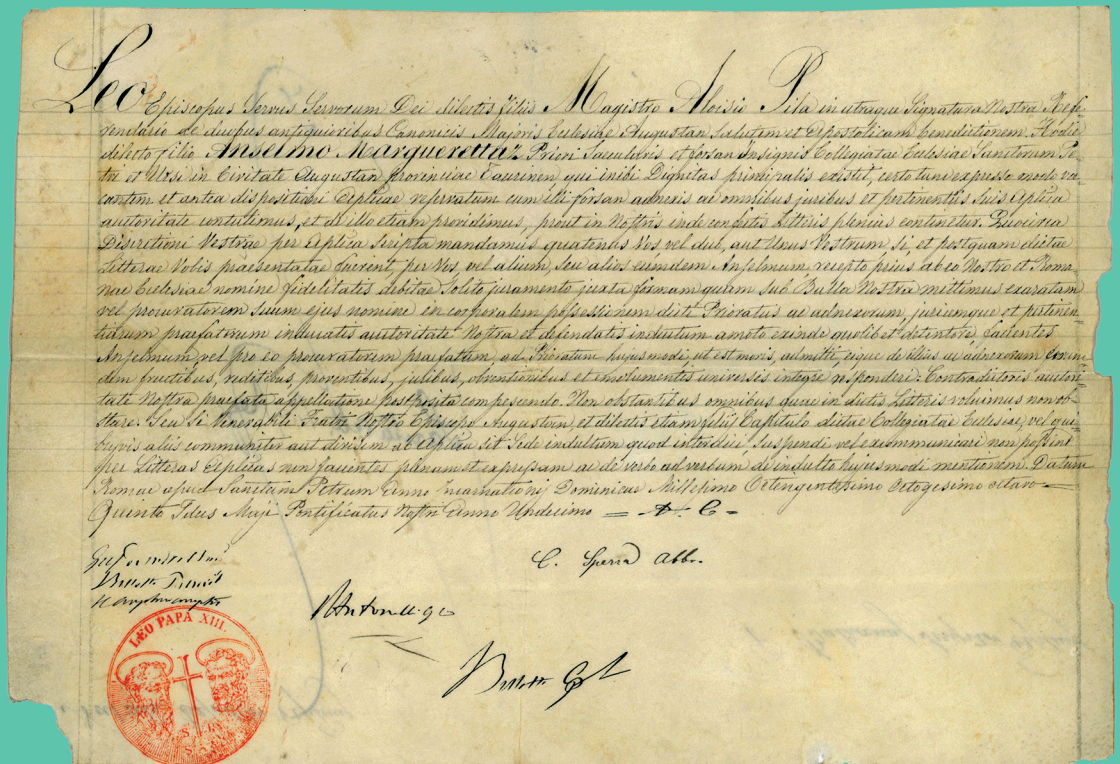 Leo Episcopus Servus Servorum Dei dilectis filiis Magistro Aloisio Pila in utraque Signatura Nostra Refe-
rendario de duobus antiquioribus Canonicis Majoris Ecclesiae Augustan Salutem et Apostolicam Benedictionem. Hodie
dilecto filio Anselmo Marguerettaz Priori Saecularis et forsan insignis Collegiatae Ecclesiae Sanctorum Pe-
tri et Ursi in Civitate Augustan provinciae Taurinen qui inibi Dignitas principalis existit, certo tunc expresso modo va-
cantem et antea dispositioni Aplicae reservatum cum illi forsan adnexis ac omnibus juribus et pertinentiis suis Aplica
autoritate contulimus, et de illo etiam providimus, prout in Nostris inde confectis Litteris plenius continetur. Quocirca
Discretioni Vestrae per Aplica Scripta mandamus quatenus Vos vel duo, aut Unus Vestrum si, et postquam dictae
Litterae Vobis praesentatae fuerint, per Vos, vel alium, seu alios eumdem Anselmum, recepto prius ab eo Nostro et Roma-
nae Ecclesiae nomine fidelitatis debitae solito juramento juxta formam quam sub Bulla Nostra mittimus exaratam
vel procuratorem suum ejus nomine in corporalem possessionem dicti Prioratus ac adnexorum, juriumque et pertinen-
tiarum praefatorum inducatis auctoritate Nostra et defendatis inductum amoto exinde quolibet detentore, facientes
Anselmum vel pro eo procuratorem praefatum, ad Prioratum hujusmodi, ut est moris, admitti, eique de illius ac adnexorum eorum-
dem fructibus, redditibus, proventibus, juribus, obventionibus et emolumentis universis integre responderi: Contradictoris auctori-
tate Nostra praefata appellatione postposita compescendo. Non obstantibus omnibus quae in dictis Litteris volumus non ob-
stare. Seu si Venerabili Fratri Nostro Episcopo Augustan, et dilectis etiam filiis Capitulo dictae Collegiatae Ecclesiae, vel qui-
busvis aliis communiter aut divisim ab Aplica sit Sede indultum quod interdici, suspendi vel excommunicari non possint
per Litteras Aplicas non facientes plenam et expressam ac de verbo ad verbum de indulto hujusmodi mentionem. Datum
Romae apud Sanctum Petrum Anno Incarnationis Dominicae Millesimo Octengentesimo octogesimo octavo
Quinto Idus Maji Pontificatus Nostri Anno Undecimo = A. C =
C. Sperra Abbr.
LEO PAPA XIII.